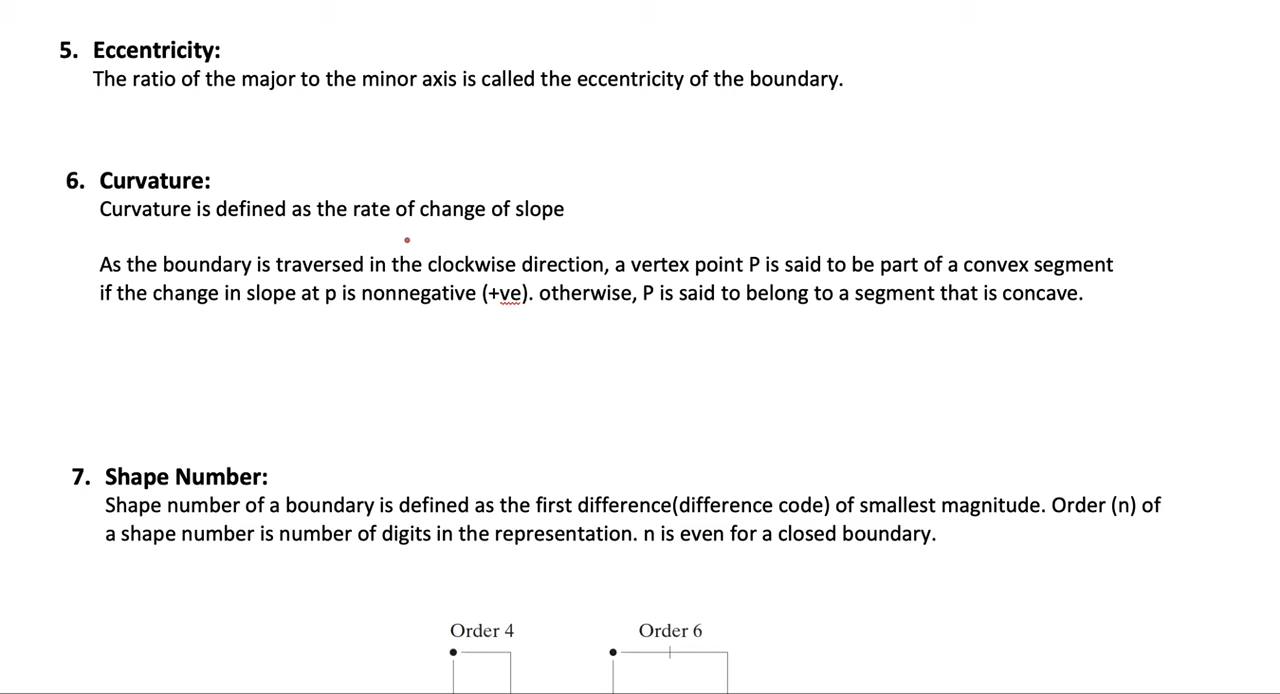 5. Eccentricity:
The ratio of the major to the minor axis is called the eccentricity of the boundary.
6. Curvature:
Curvature is defined as the rate of change of slope
As the boundary is traversed in the clockwise direction, a vertex point P is said to be part of a convex segment
if the change in slope at p is nonnegative (+ve). otherwise, P is said to belong to a segment that is concave.
7. Shape Number:
Shape number of a boundary is defined as the first difference(difference code) of smallest magnitude. Order (n) of
a shape number is number of digits in the representation. n is even for a closed boundary.
Order 4 Order 6